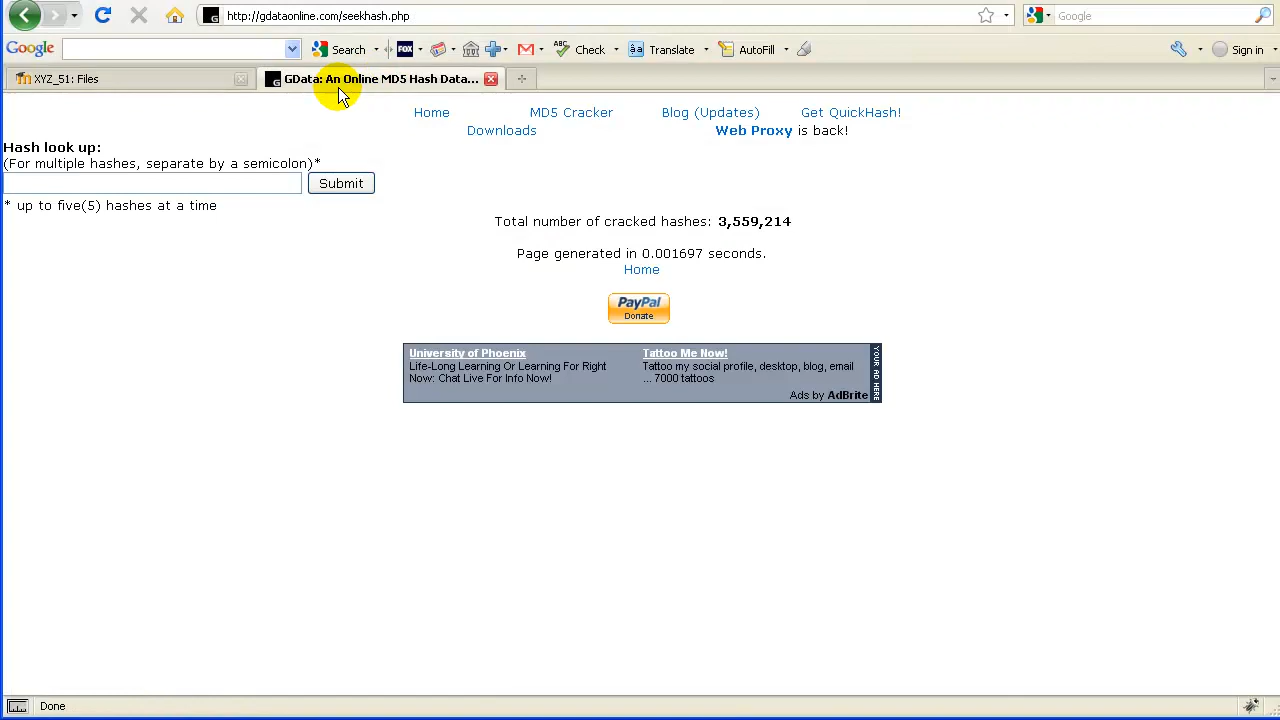 http://gdataonline.com/seekhash.php
Google
Google Search FOX Check Translate AutoFill Sign in
XYZ_51: Files
GData: An Online MD5 Hash Data...
Home MD5 Cracker Blog (Updates) Get QuickHash!
Downloads Web Proxy is back!
Hash look up:
(For multiple hashes, separate by a semicolon)*
Submit
* up to five(5) hashes at a time
Total number of cracked hashes: 3,559,214
Page generated in 0.001697 seconds.
Home
PayPal
Donate
University of Phoenix
Life-Long Learning Or Learning For Right
Now: Chat Live For Info Now!
Tattoo Me Now!
Tattoo my social profile, desktop, blog, email
... 7000 tattoos
Ads by AdBrite
YOUR AD HERE
Done